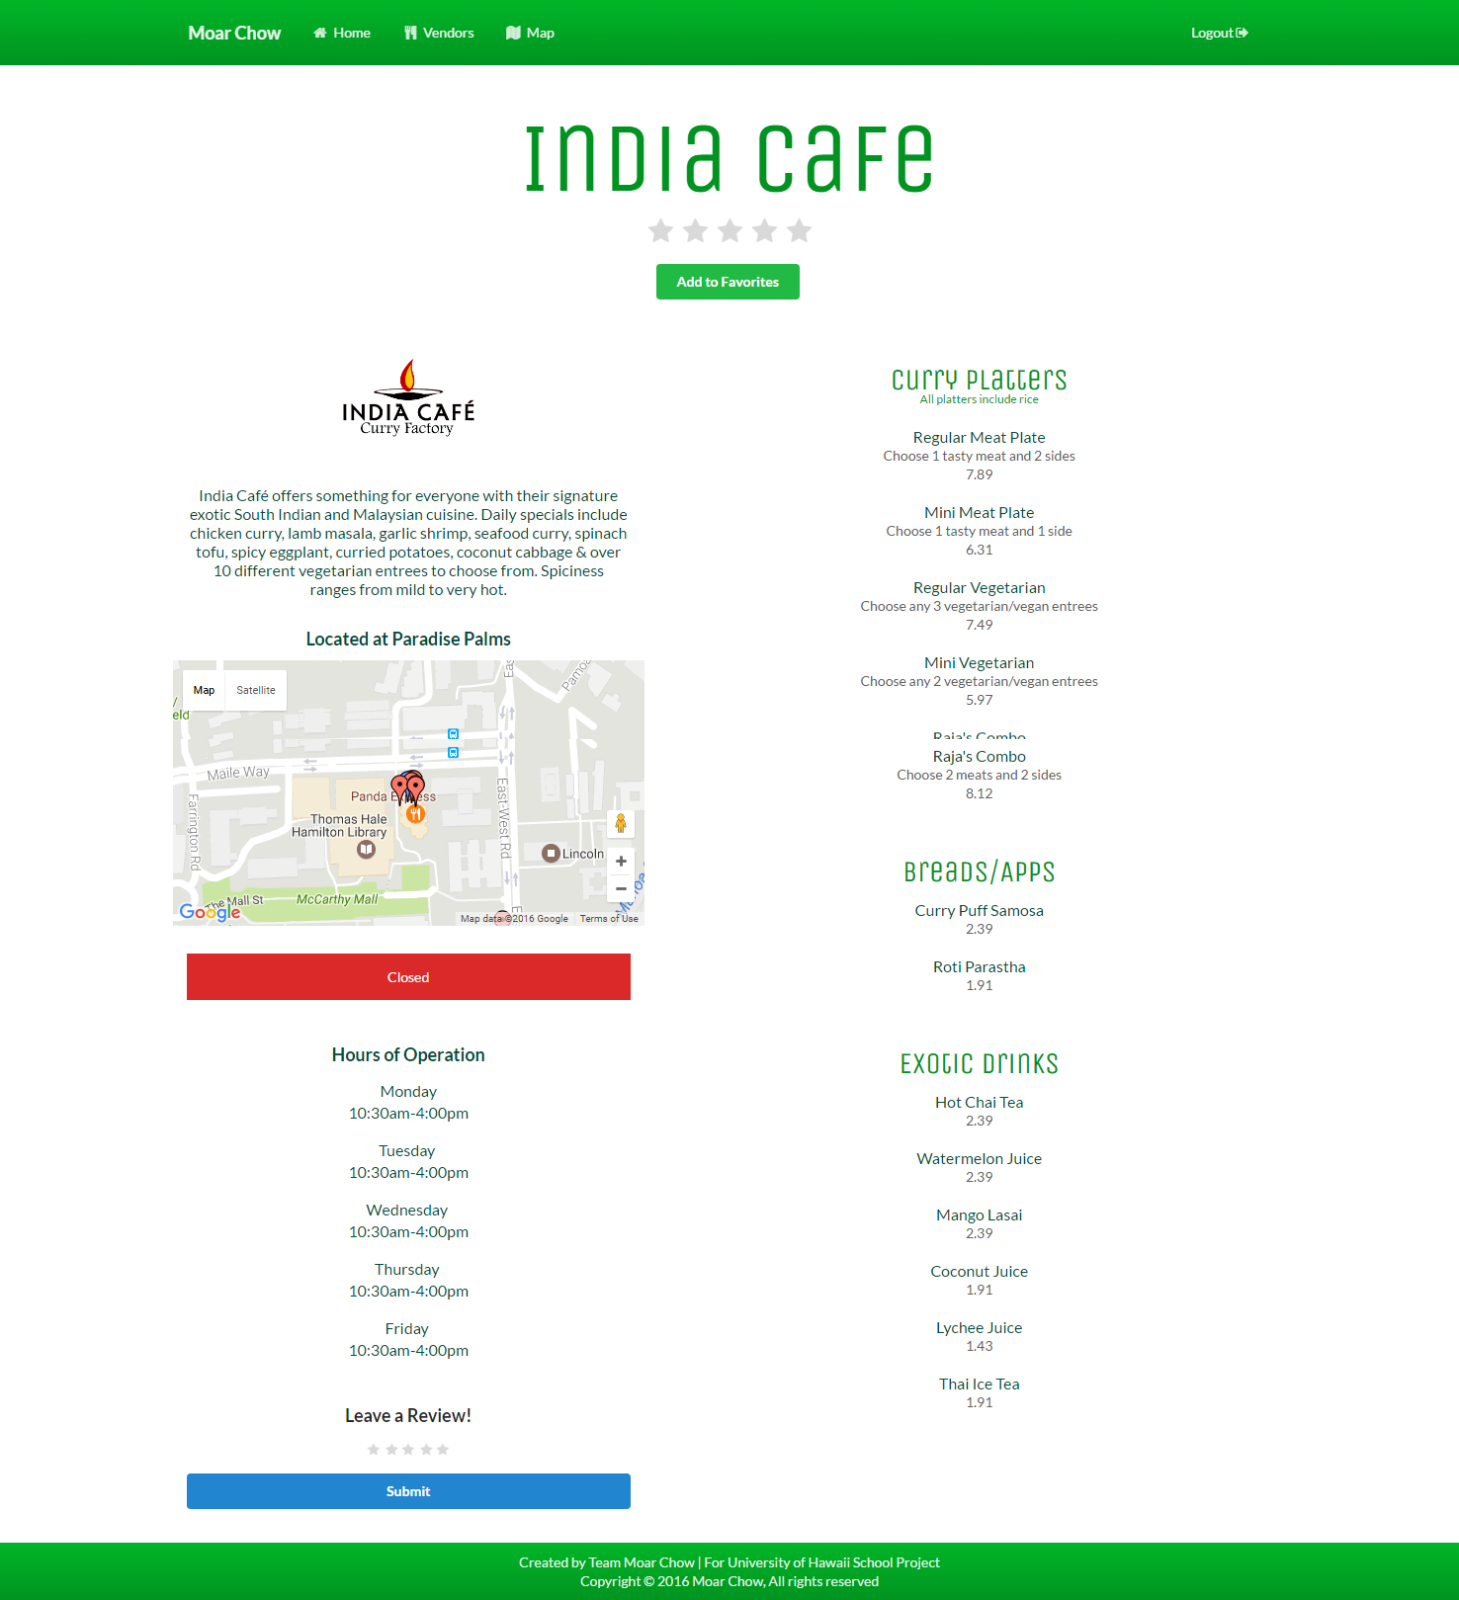 Moar Chow
Home
Vendors
Map
Logout
India Cafe
Add to Favorites
INDIA CAFÉ
Curry Factory
India Café offers something for everyone with their signature
exotic South Indian and Malaysian cuisine. Daily specials include
chicken curry, lamb masala, garlic shrimp, seafood curry, spinach
tofu, spicy eggplant, curried potatoes, coconut cabbage & over
10 different vegetarian entrees to choose from. Spiciness
ranges from mild to very hot.
Located at Paradise Palms
Map
Satellite
Maile Way
Farrington Rd
East-West Rd
Thomas Hale
Hamilton Library
Lincoln
McCarthy Mall
The Mall St
Google
Map data ©2016 Google
Terms of Use
Closed
Hours of Operation
Monday
10:30am-4:00pm
Tuesday
10:30am-4:00pm
Wednesday
10:30am-4:00pm
Thursday
10:30am-4:00pm
Friday
10:30am-4:00pm
Leave a Review!
Submit
Curry Platters
All platters include rice
Regular Meat Plate
Choose 1 tasty meat and 2 sides
7.89
Mini Meat Plate
Choose 1 tasty meat and 1 side
6.31
Regular Vegetarian
Choose any 3 vegetarian/vegan entrees
7.49
Mini Vegetarian
Choose any 2 vegetarian/vegan entrees
5.97
Raja's Combo
Raja's Combo
Choose 2 meats and 2 sides
8.12
Breads/Apps
Curry Puff Samosa
2.39
Roti Parastha
1.91
Exotic Drinks
Hot Chai Tea
2.39
Watermelon Juice
2.39
Mango Lasai
2.39
Coconut Juice
1.91
Lychee Juice
1.43
Thai Ice Tea
1.91
Created by Team Moar Chow | For University of Hawaii School Project
Copyright © 2016 Moar Chow, All rights reserved